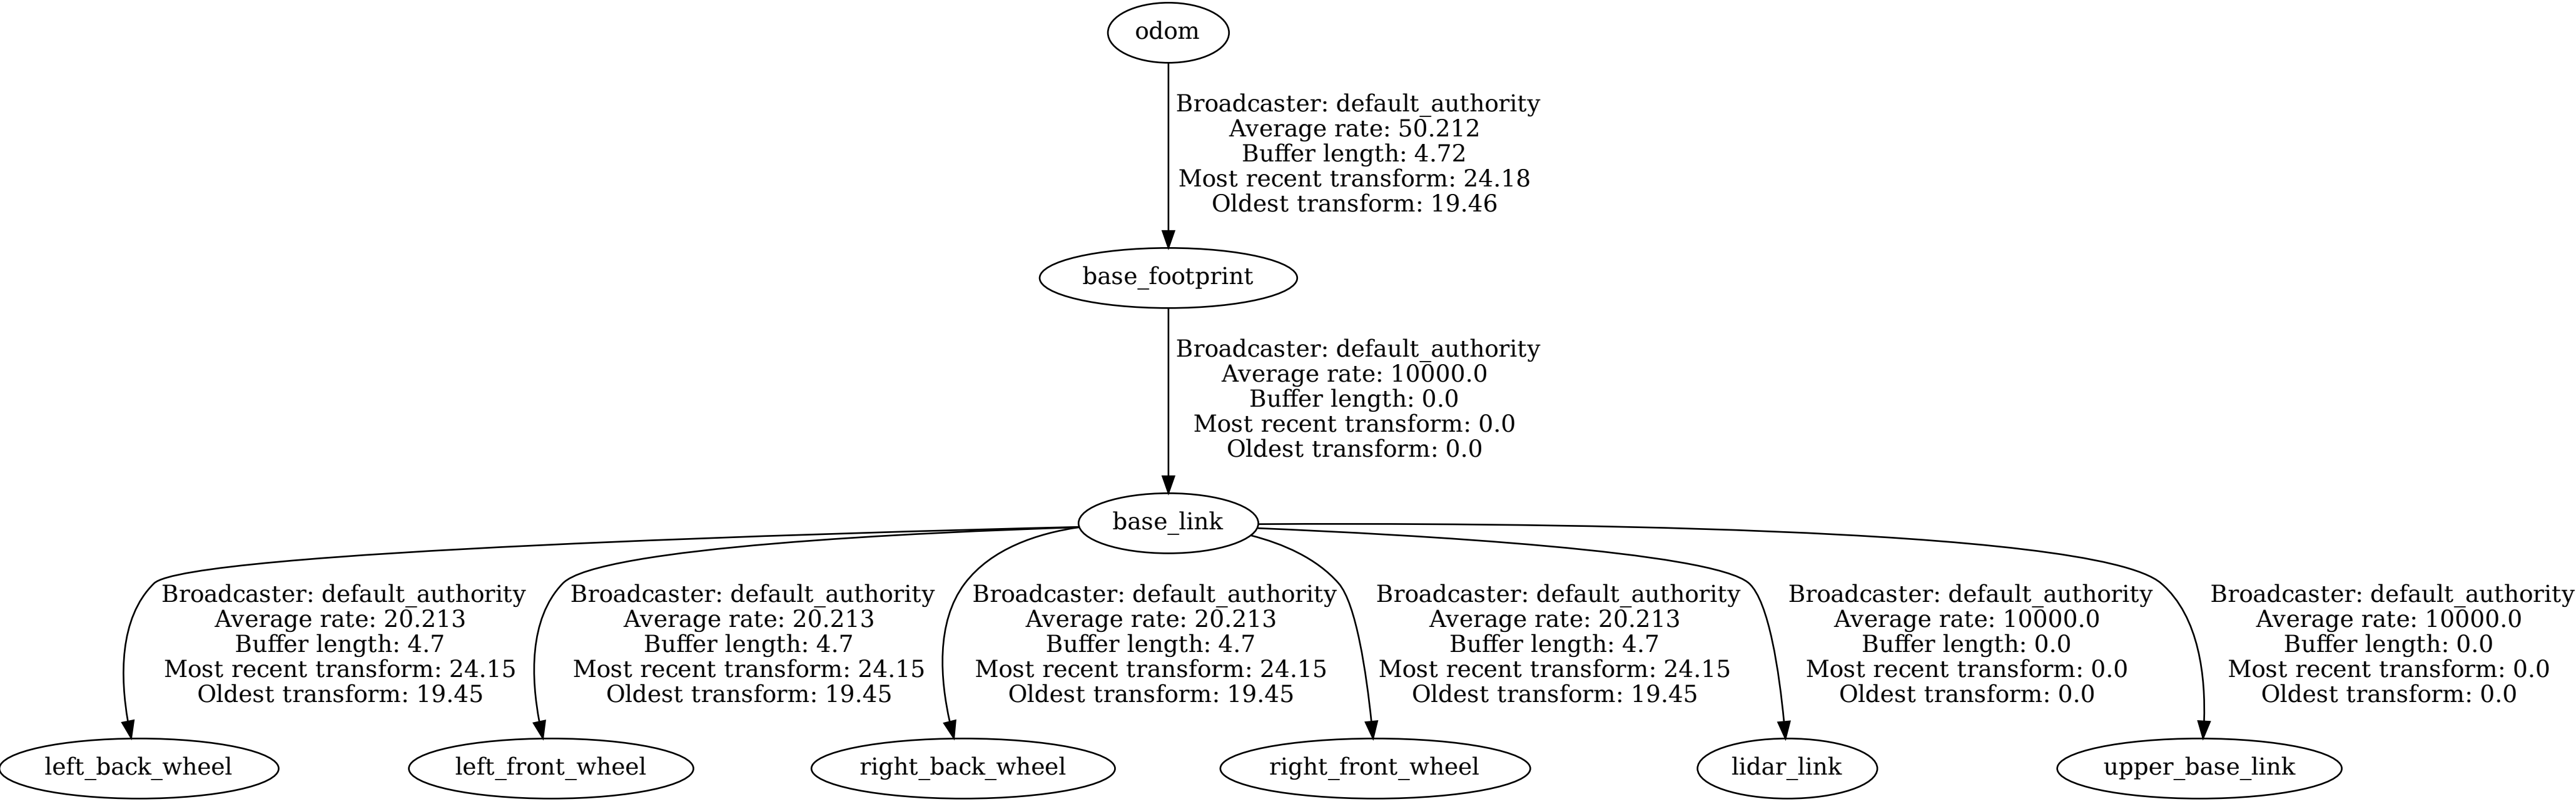 odom
Broadcaster: default_authority
Average rate: 50.212
Buffer length: 4.72
Most recent transform: 24.18
Oldest transform: 19.46
base_footprint
Broadcaster: default_authority
Average rate: 10000.0
Buffer length: 0.0
Most recent transform: 0.0
Oldest transform: 0.0
base_link
Broadcaster: default_authority
Average rate: 20.213
Buffer length: 4.7
Most recent transform: 24.15
Oldest transform: 19.45
Broadcaster: default_authority
Average rate: 20.213
Buffer length: 4.7
Most recent transform: 24.15
Oldest transform: 19.45
Broadcaster: default_authority
Average rate: 20.213
Buffer length: 4.7
Most recent transform: 24.15
Oldest transform: 19.45
Broadcaster: default_authority
Average rate: 20.213
Buffer length: 4.7
Most recent transform: 24.15
Oldest transform: 19.45
Broadcaster: default_authority
Average rate: 10000.0
Buffer length: 0.0
Most recent transform: 0.0
Oldest transform: 0.0
Broadcaster: default_authority
Average rate: 10000.0
Buffer length: 0.0
Most recent transform: 0.0
Oldest transform: 0.0
left_back_wheel
left_front_wheel
right_back_wheel
right_front_wheel
lidar_link
upper_base_link